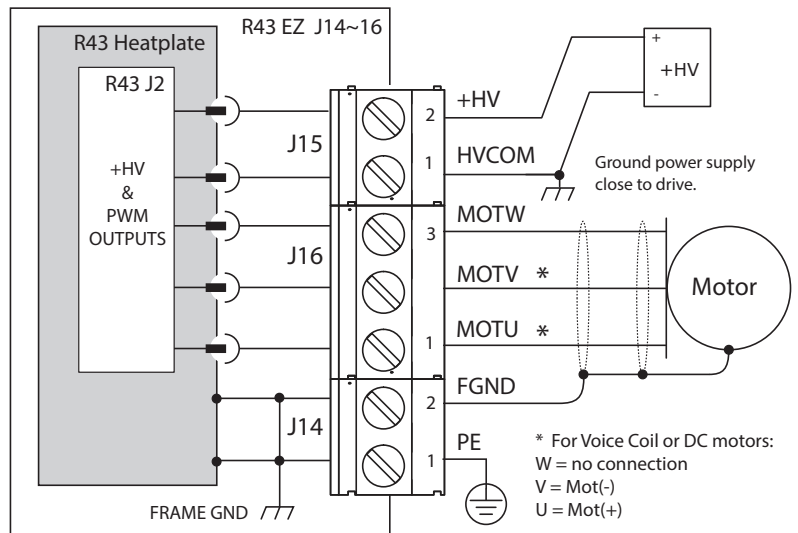 R43 EZ J14~16
R43 Heatplate
R43 J2
+HV
&
PWM
OUTPUTS
FRAME GND
J15
J16
J14
2
1
3
1
2
1
+HV
HVCOM
MOTW
MOTV *
MOTU *
FGND
PE
+
+HV
-
Ground power supply
close to drive.
Motor
* For Voice Coil or DC motors:
W = no connection
V = Mot(-)
U = Mot(+)